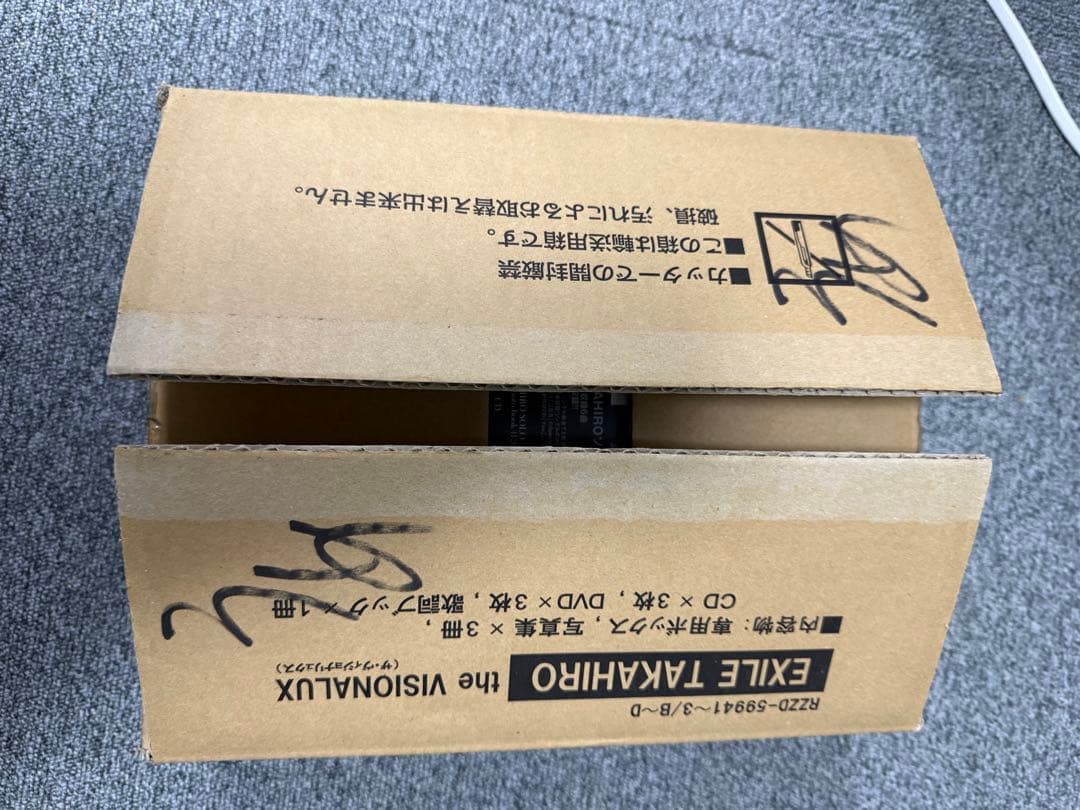 RZZD-59941~3/B~D
EXILE TAKAHIRO the VISIONALUX
(ザ・ヴィジョナリュクス)
■内容物：専用ボックス，写真集×3冊，
CD×3枚，DVD×3枚，歌詞ブック×1冊
■カッターでの開封厳禁
■この箱は輸送用箱です。
破損、汚れによるお取替えは出来ません。